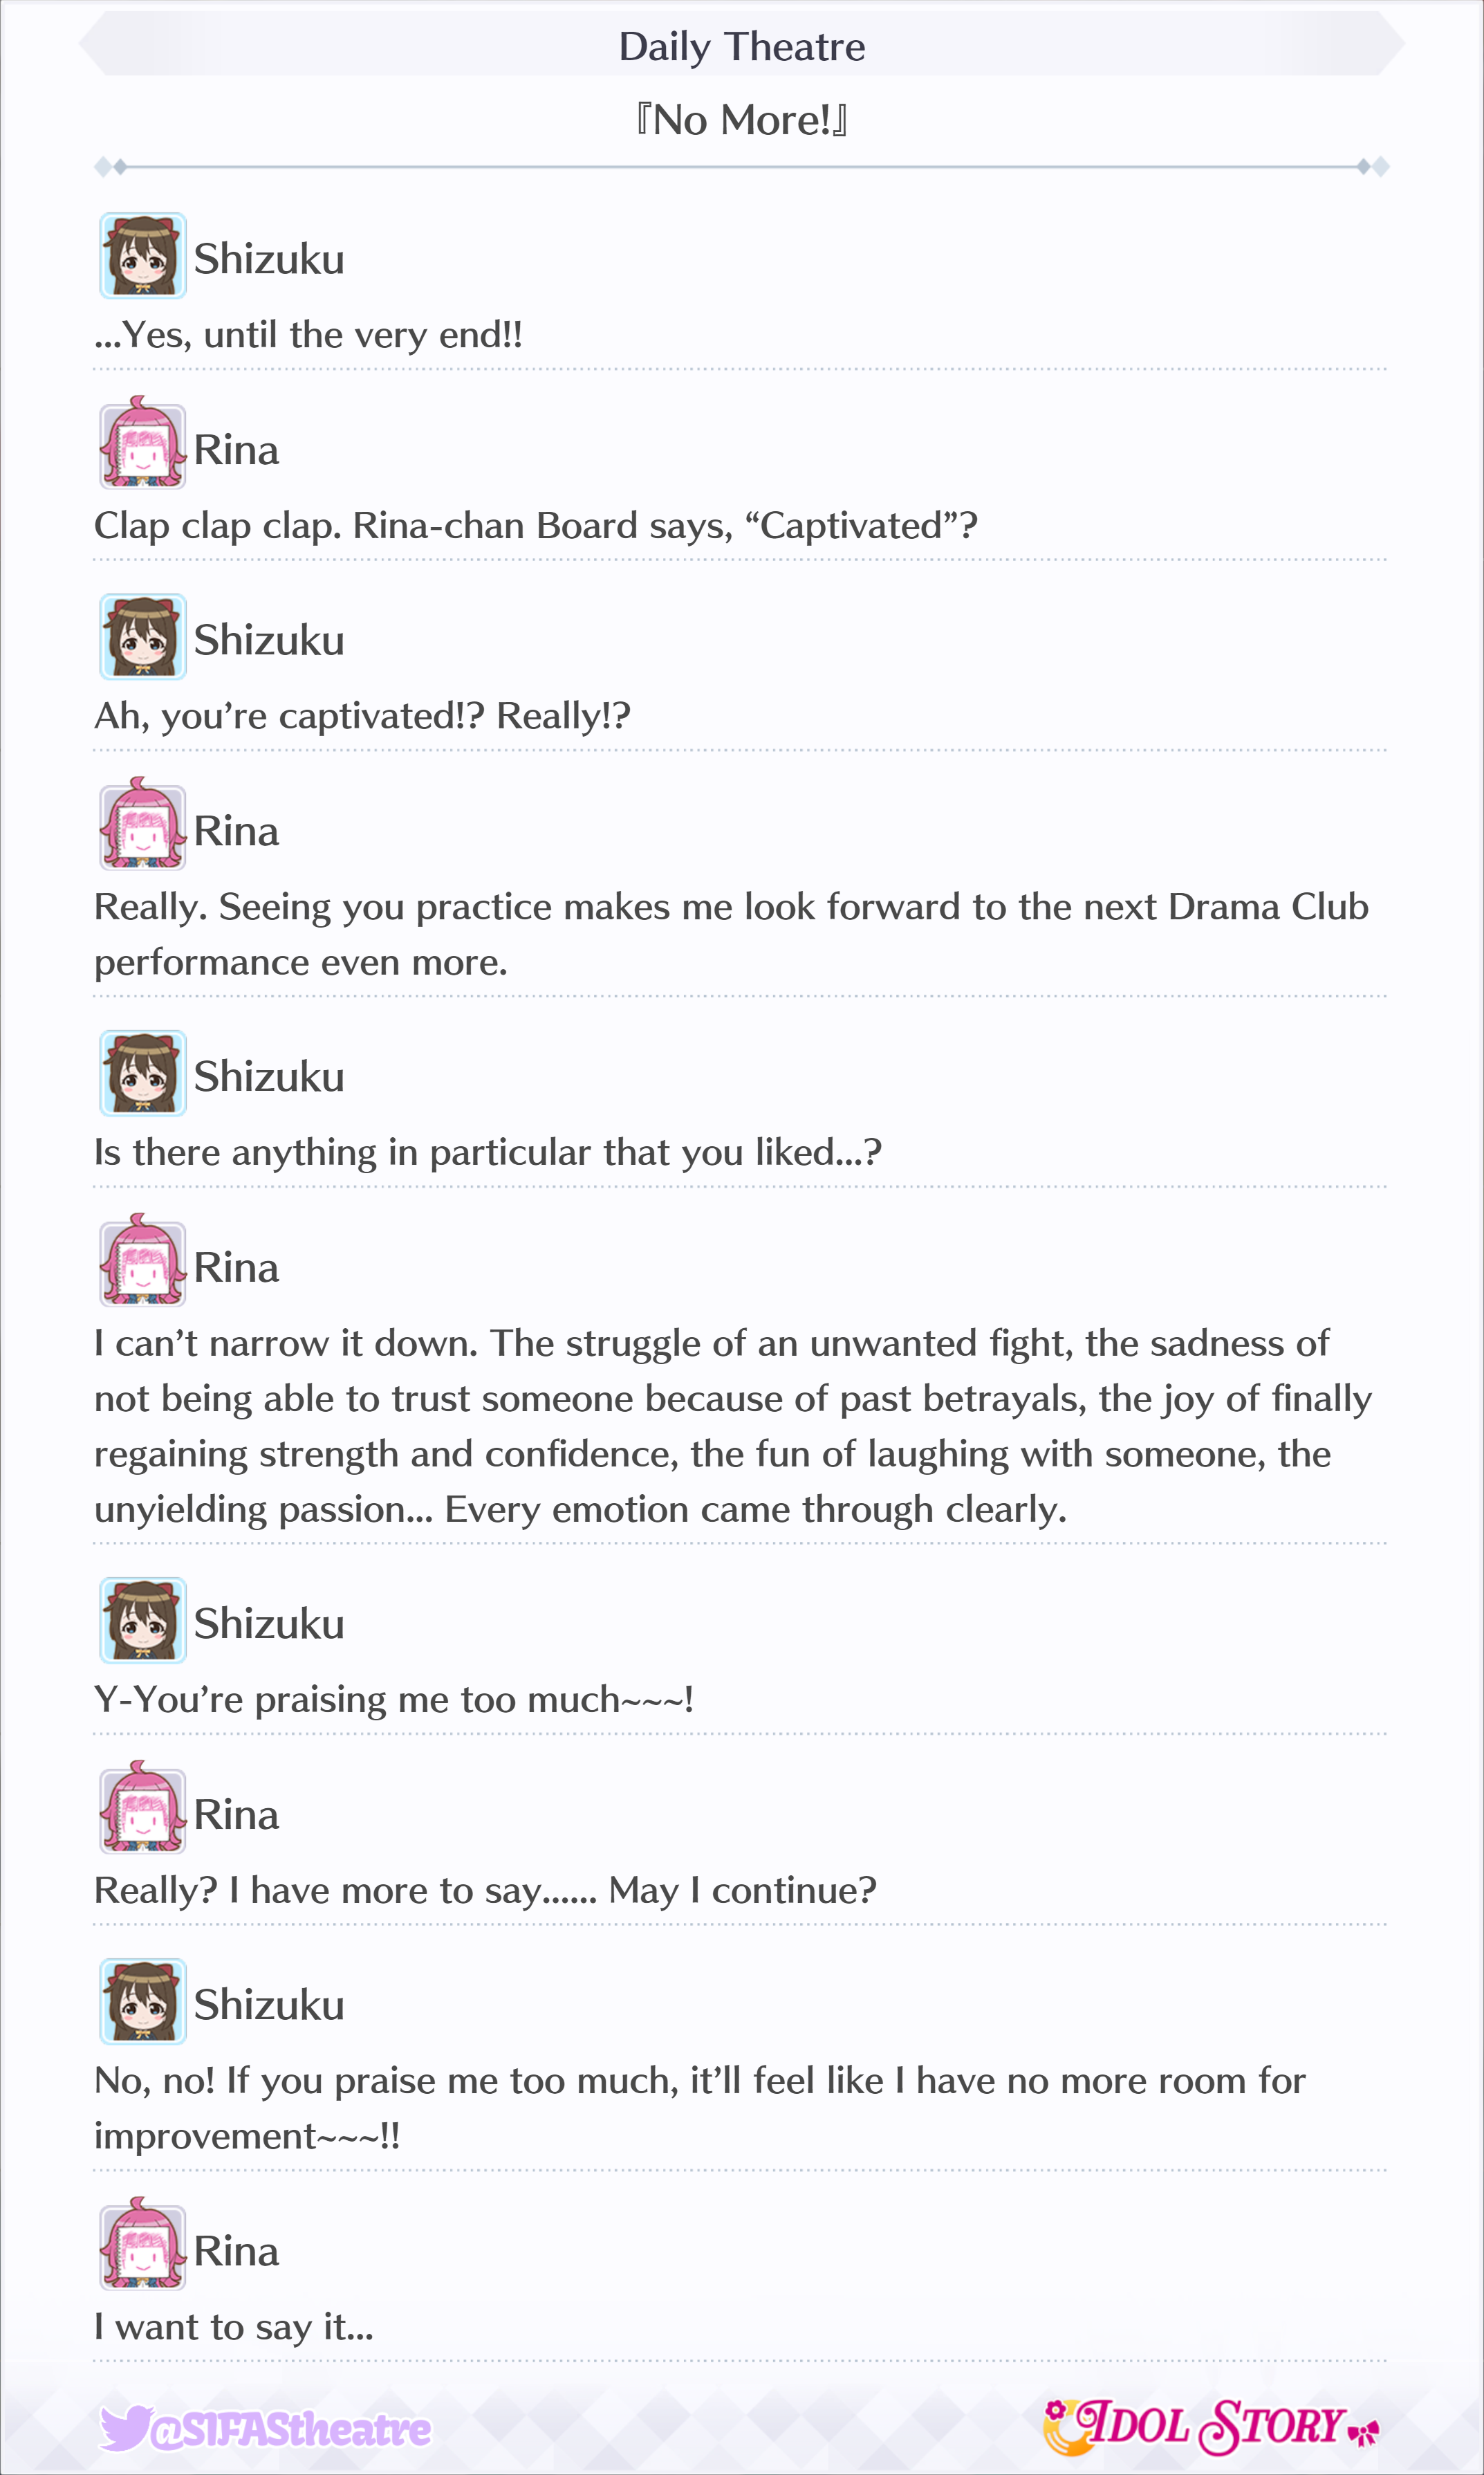 Daily Theatre
『No More!』
Shizuku
...Yes, until the very end!!
Rina
Clap clap clap. Rina-chan Board says, “Captivated”?
Shizuku
Ah, you’re captivated!? Really!?
Rina
Really. Seeing you practice makes me look forward to the next Drama Club
performance even more.
Shizuku
Is there anything in particular that you liked...?
Rina
I can’t narrow it down. The struggle of an unwanted fight, the sadness of
not being able to trust someone because of past betrayals, the joy of finally
regaining strength and confidence, the fun of laughing with someone, the
unyielding passion... Every emotion came through clearly.
Shizuku
Y-You’re praising me too much~~~!
Rina
Really? I have more to say...... May I continue?
Shizuku
No, no! If you praise me too much, it’ll feel like I have no more room for
improvement~~~!!
Rina
I want to say it...
@SIFAStheatre
IDOL STORY